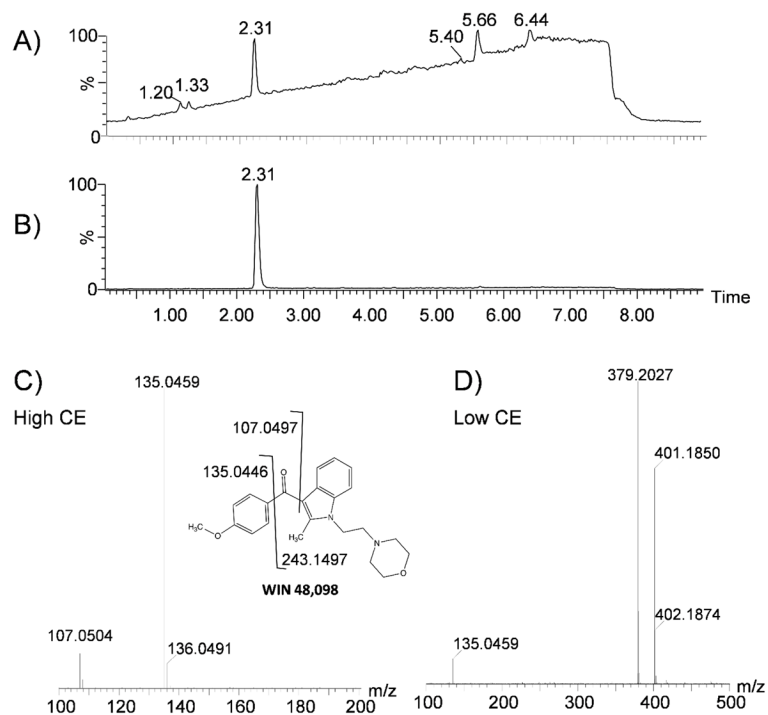 A)
100
%
0
1.20
1.33
2.31
5.40
5.66
6.44
B)
100
%
0
2.31
Time
1.00 2.00 3.00 4.00 5.00 6.00 7.00 8.00
C)
High CE
135.0459
107.0497
135.0446
O
H₃C
O
N
H₃C
N
O
243.1497
WIN 48,098
107.0504
136.0491
100 120 140 160 180 200
m/z
D)
Low CE
379.2027
401.1850
402.1874
135.0459
100 200 300 400 500
m/z